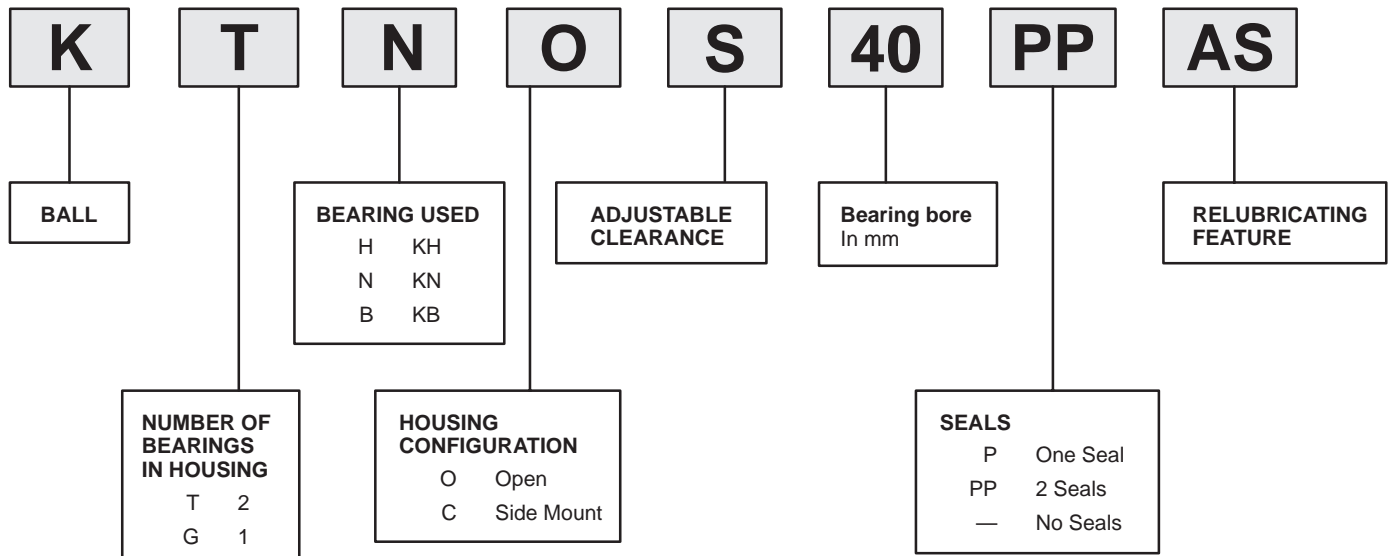 K T N O S 40 PP AS
BALL
BEARING USED
H KH
N KN
B KB
ADJUSTABLE
CLEARANCE
Bearing bore
In mm
RELUBRICATING
FEATURE
NUMBER OF
BEARINGS
IN HOUSING
T 2
G 1
HOUSING
CONFIGURATION
O Open
C Side Mount
SEALS
P One Seal
PP 2 Seals
— No Seals